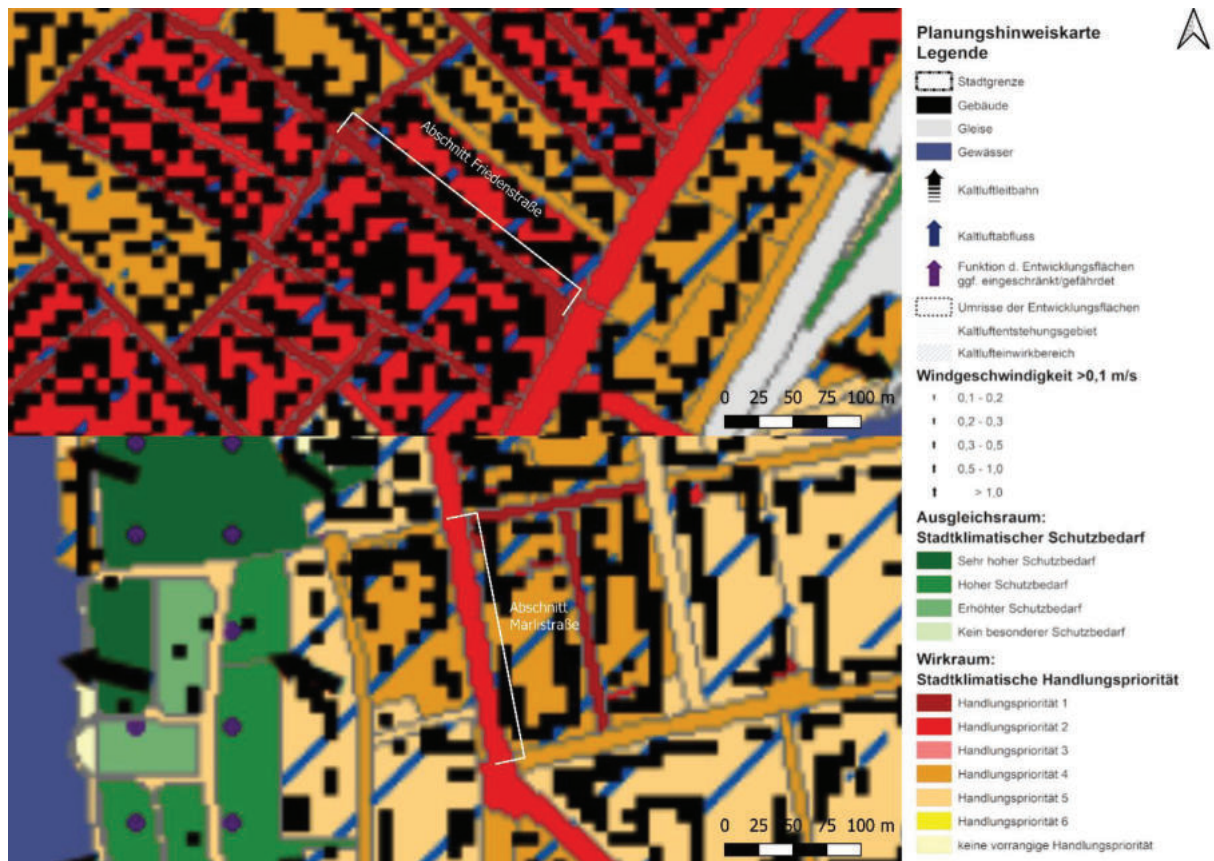 Abschnitt Friedenstraße
0 25 50 75 100 m
Abschnitt
Marlistraße
0 25 50 75 100 m
Planungshinweiskarte
Legende
Stadtgrenze
Gebäude
Gleise
Gewässer
Kaltluftleitbahn
Kaltluftabfluss
Funktion d. Entwicklungsflächen
ggf. eingeschränkt/gefährdet
Umrisse der Entwicklungsflächen
Kaltluftentstehungsgebiet
Kaltlufteinwirkbereich
Windgeschwindigkeit >0,1 m/s
0,1 - 0,2
0,2 - 0,3
0,3 - 0,5
0,5 - 1,0
> 1,0
Ausgleichsraum:
Stadtklimatischer Schutzbedarf
Sehr hoher Schutzbedarf
Hoher Schutzbedarf
Erhöhter Schutzbedarf
Kein besonderer Schutzbedarf
Wirkraum:
Stadtklimatische Handlungspriorität
Handlungspriorität 1
Handlungspriorität 2
Handlungspriorität 3
Handlungspriorität 4
Handlungspriorität 5
Handlungspriorität 6
keine vorrangige Handlungspriorität